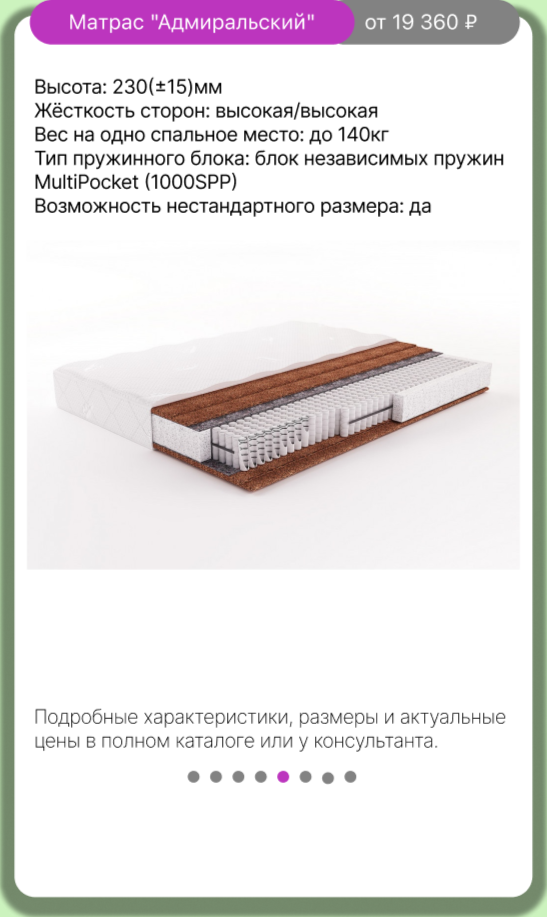 Матрас "Адмиральский" от 19 360 ₽
Высота: 230(±15)мм
Жёсткость сторон: высокая/высокая
Вес на одно спальное место: до 140кг
Тип пружинного блока: блок независимых пружин
MultiPocket (1000SPP)
Возможность нестандартного размера: да
Подробные характеристики, размеры и актуальные
цены в полном каталоге или у консультанта.